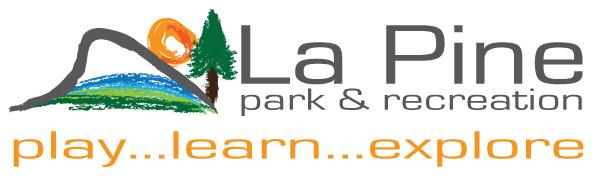 La Pine
park & recreation
play...learn...explore